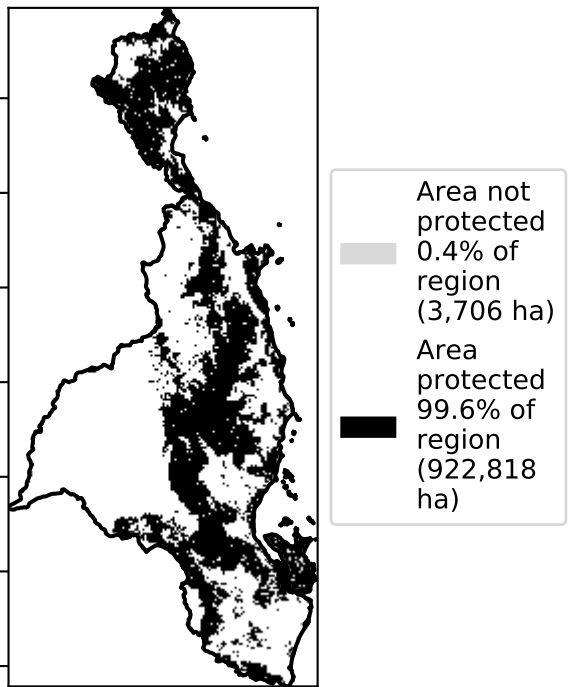 Area not
protected
0.4% of
region
(3,706 ha)
Area
protected
99.6% of
region
(922,818
ha)